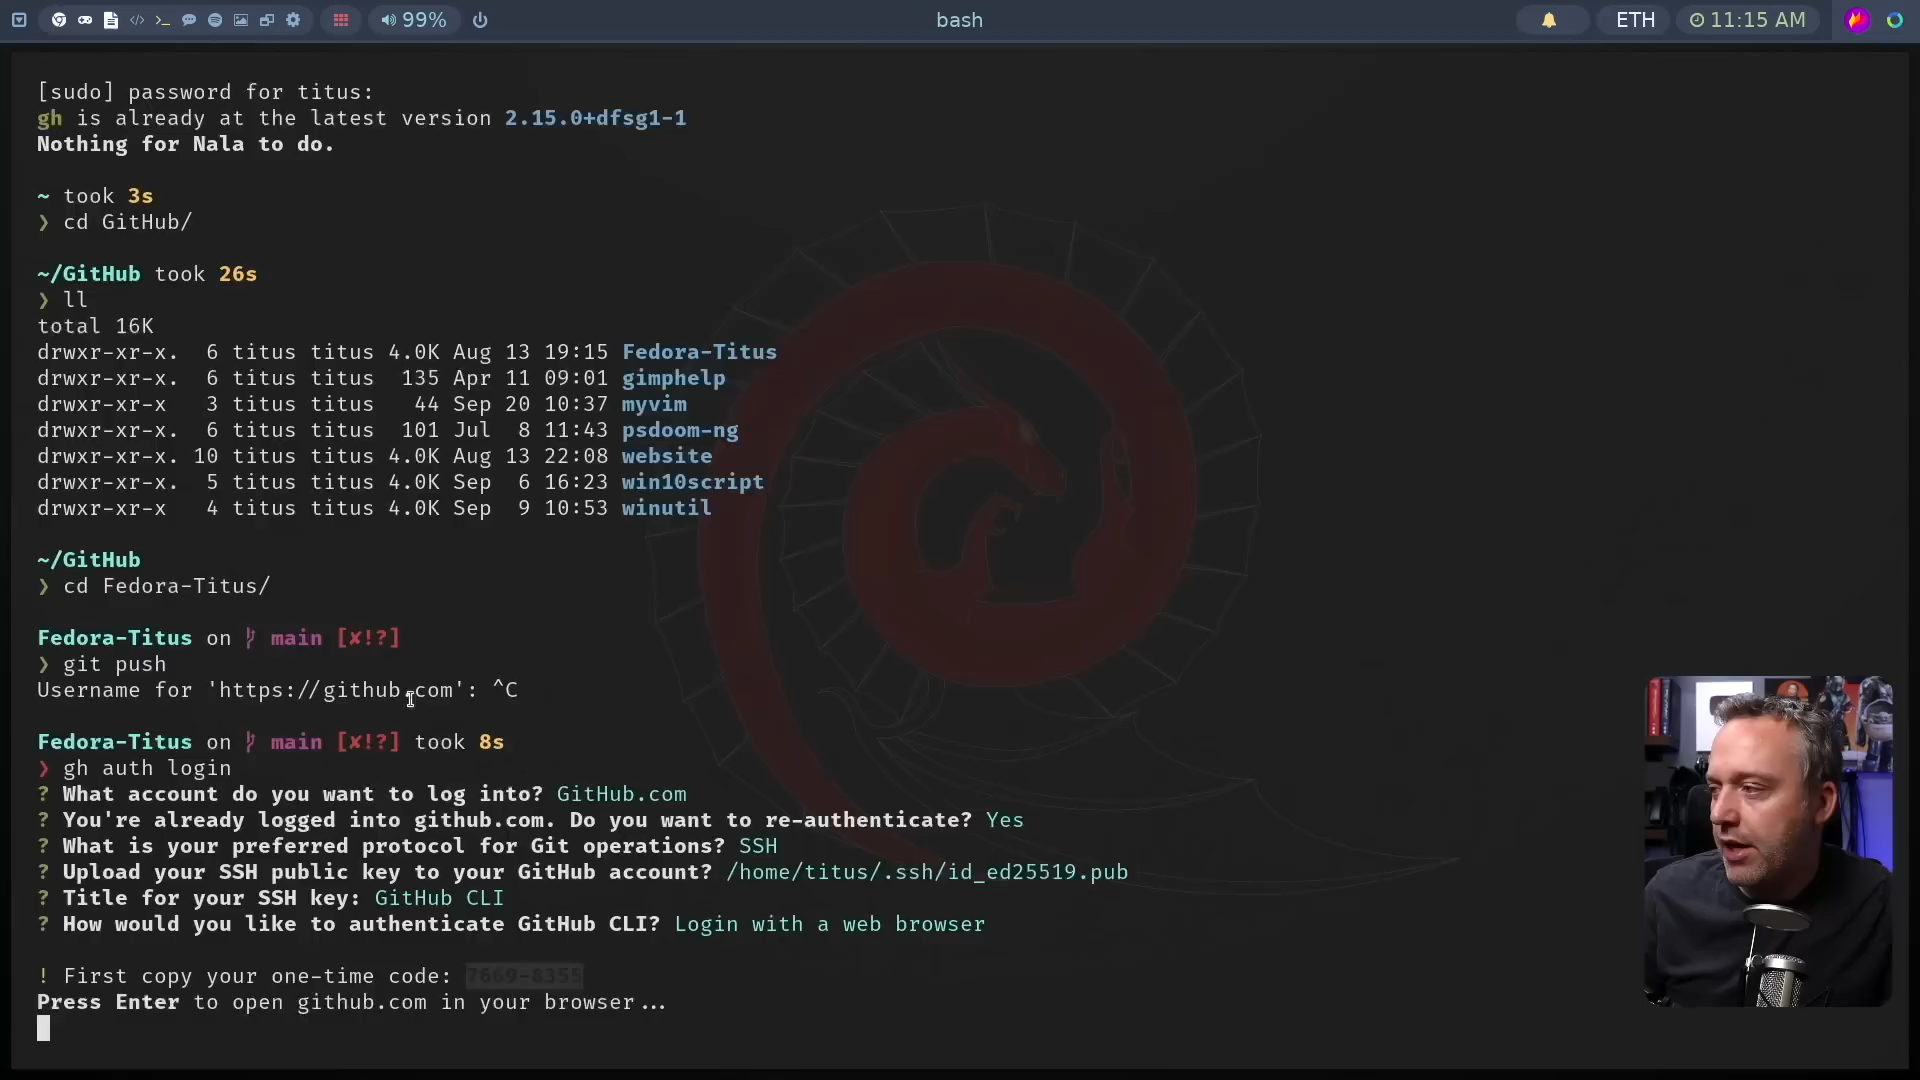 99%
bash
ETH
11:15 AM
[sudo] password for titus:
gh is already at the latest version 2.15.0+dfsg1-1
Nothing for Nala to do.
~ took 3s
❯ cd GitHub/
~/GitHub took 26s
❯ ll
total 16K
drwxr-xr-x. 6 titus titus 4.0K Aug 13 19:15 Fedora-Titus
drwxr-xr-x. 6 titus titus 135 Apr 11 09:01 gimphelp
drwxr-xr-x 3 titus titus 44 Sep 20 10:37 myvim
drwxr-xr-x. 6 titus titus 101 Jul 8 11:43 psdoom-ng
drwxr-xr-x. 10 titus titus 4.0K Aug 13 22:08 website
drwxr-xr-x. 5 titus titus 4.0K Sep 6 16:23 win10script
drwxr-xr-x 4 titus titus 4.0K Sep 9 10:53 winutil
~/GitHub
❯ cd Fedora-Titus/
Fedora-Titus on main [✘!?]
❯ git push
Username for 'https://github.com': ^C
Fedora-Titus on main [✘!?] took 8s
❯ gh auth login
? What account do you want to log into? GitHub.com
? You're already logged into github.com. Do you want to re-authenticate? Yes
? What is your preferred protocol for Git operations? SSH
? Upload your SSH public key to your GitHub account? /home/titus/.ssh/id_ed25519.pub
? Title for your SSH key: GitHub CLI
? How would you like to authenticate GitHub CLI? Login with a web browser
! First copy your one-time code:
Press Enter to open github.com in your browser...